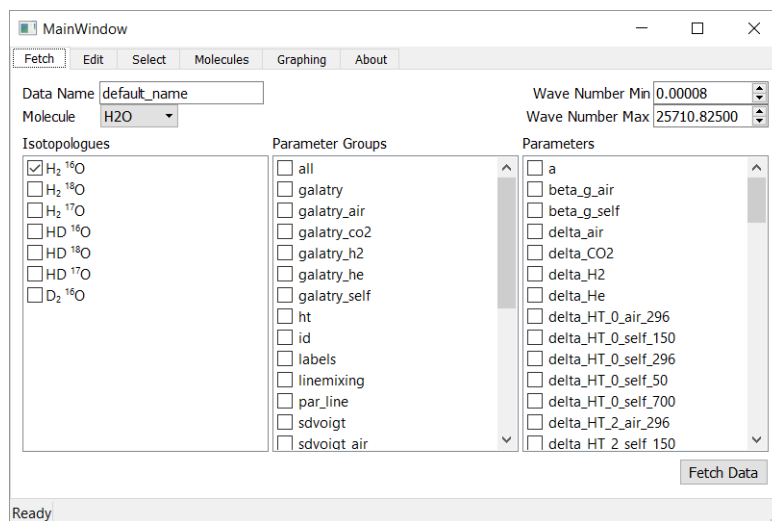 MainWindow
Fetch Edit Select Molecules Graphing About
Data Name default_name Wave Number Min 0.00008
Molecule H2O Wave Number Max 25710.82500
Isotopologues Parameter Groups Parameters
H₂ ¹⁶O all a
H₂ ¹⁸O galatry beta_g_air
H₂ ¹⁷O galatry_air beta_g_self
HD ¹⁶O galatry_co2 delta_air
HD ¹⁸O galatry_h2 delta_CO2
HD ¹⁷O galatry_he delta_H2
D₂ ¹⁶O galatry_self delta_He
ht delta_HT_0_air_296
id delta_HT_0_self_150
labels delta_HT_0_self_296
linemixing delta_HT_0_self_50
par_line delta_HT_0_self_700
sdvoigt delta_HT_2_air_296
sdvoigt_air delta_HT_2_self_150
Fetch Data
Ready